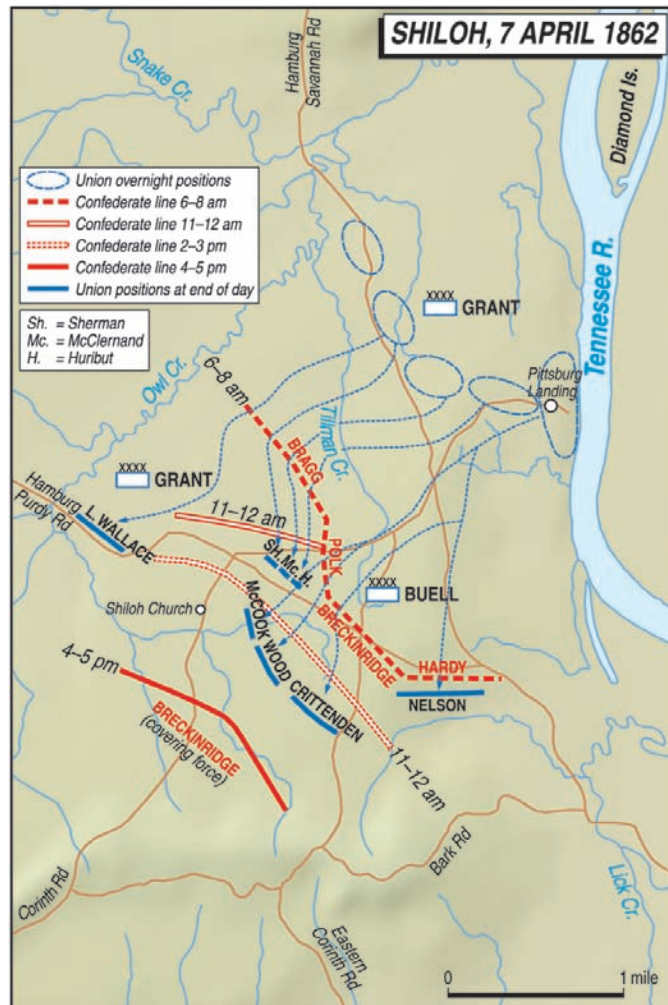 SHILOH, 7 APRIL 1862
Hamburg
Savannah Rd
Snake Cr.
Diamond Is.
Union overnight positions
Confederate line 6–8 am
Confederate line 11–12 am
Confederate line 2–3 pm
Confederate line 4–5 pm
Union positions at end of day
Sh. = Sherman
Mc. = McClernand
H. = Huribut
Tennessee R.
XXXX
GRANT
Pittsburg
Landing
Owl Cr.
6–8 am
Tillman Cr.
BRAGG
XXXX
GRANT
Hamburg
Purdy Rd
L. WALLACE
11–12 am
SH. Mc. H.
POLK
XXXX
BUELL
Shiloh Church
McCOOK WOOD CRITTENDEN
BRECKINRIDGE
HARDY
NELSON
4–5 pm
BRECKINRIDGE
(covering force)
11–12 am
Bark Rd
Lick Cr.
Corinth Rd
Eastern
Corinth Rd
0
1 mile